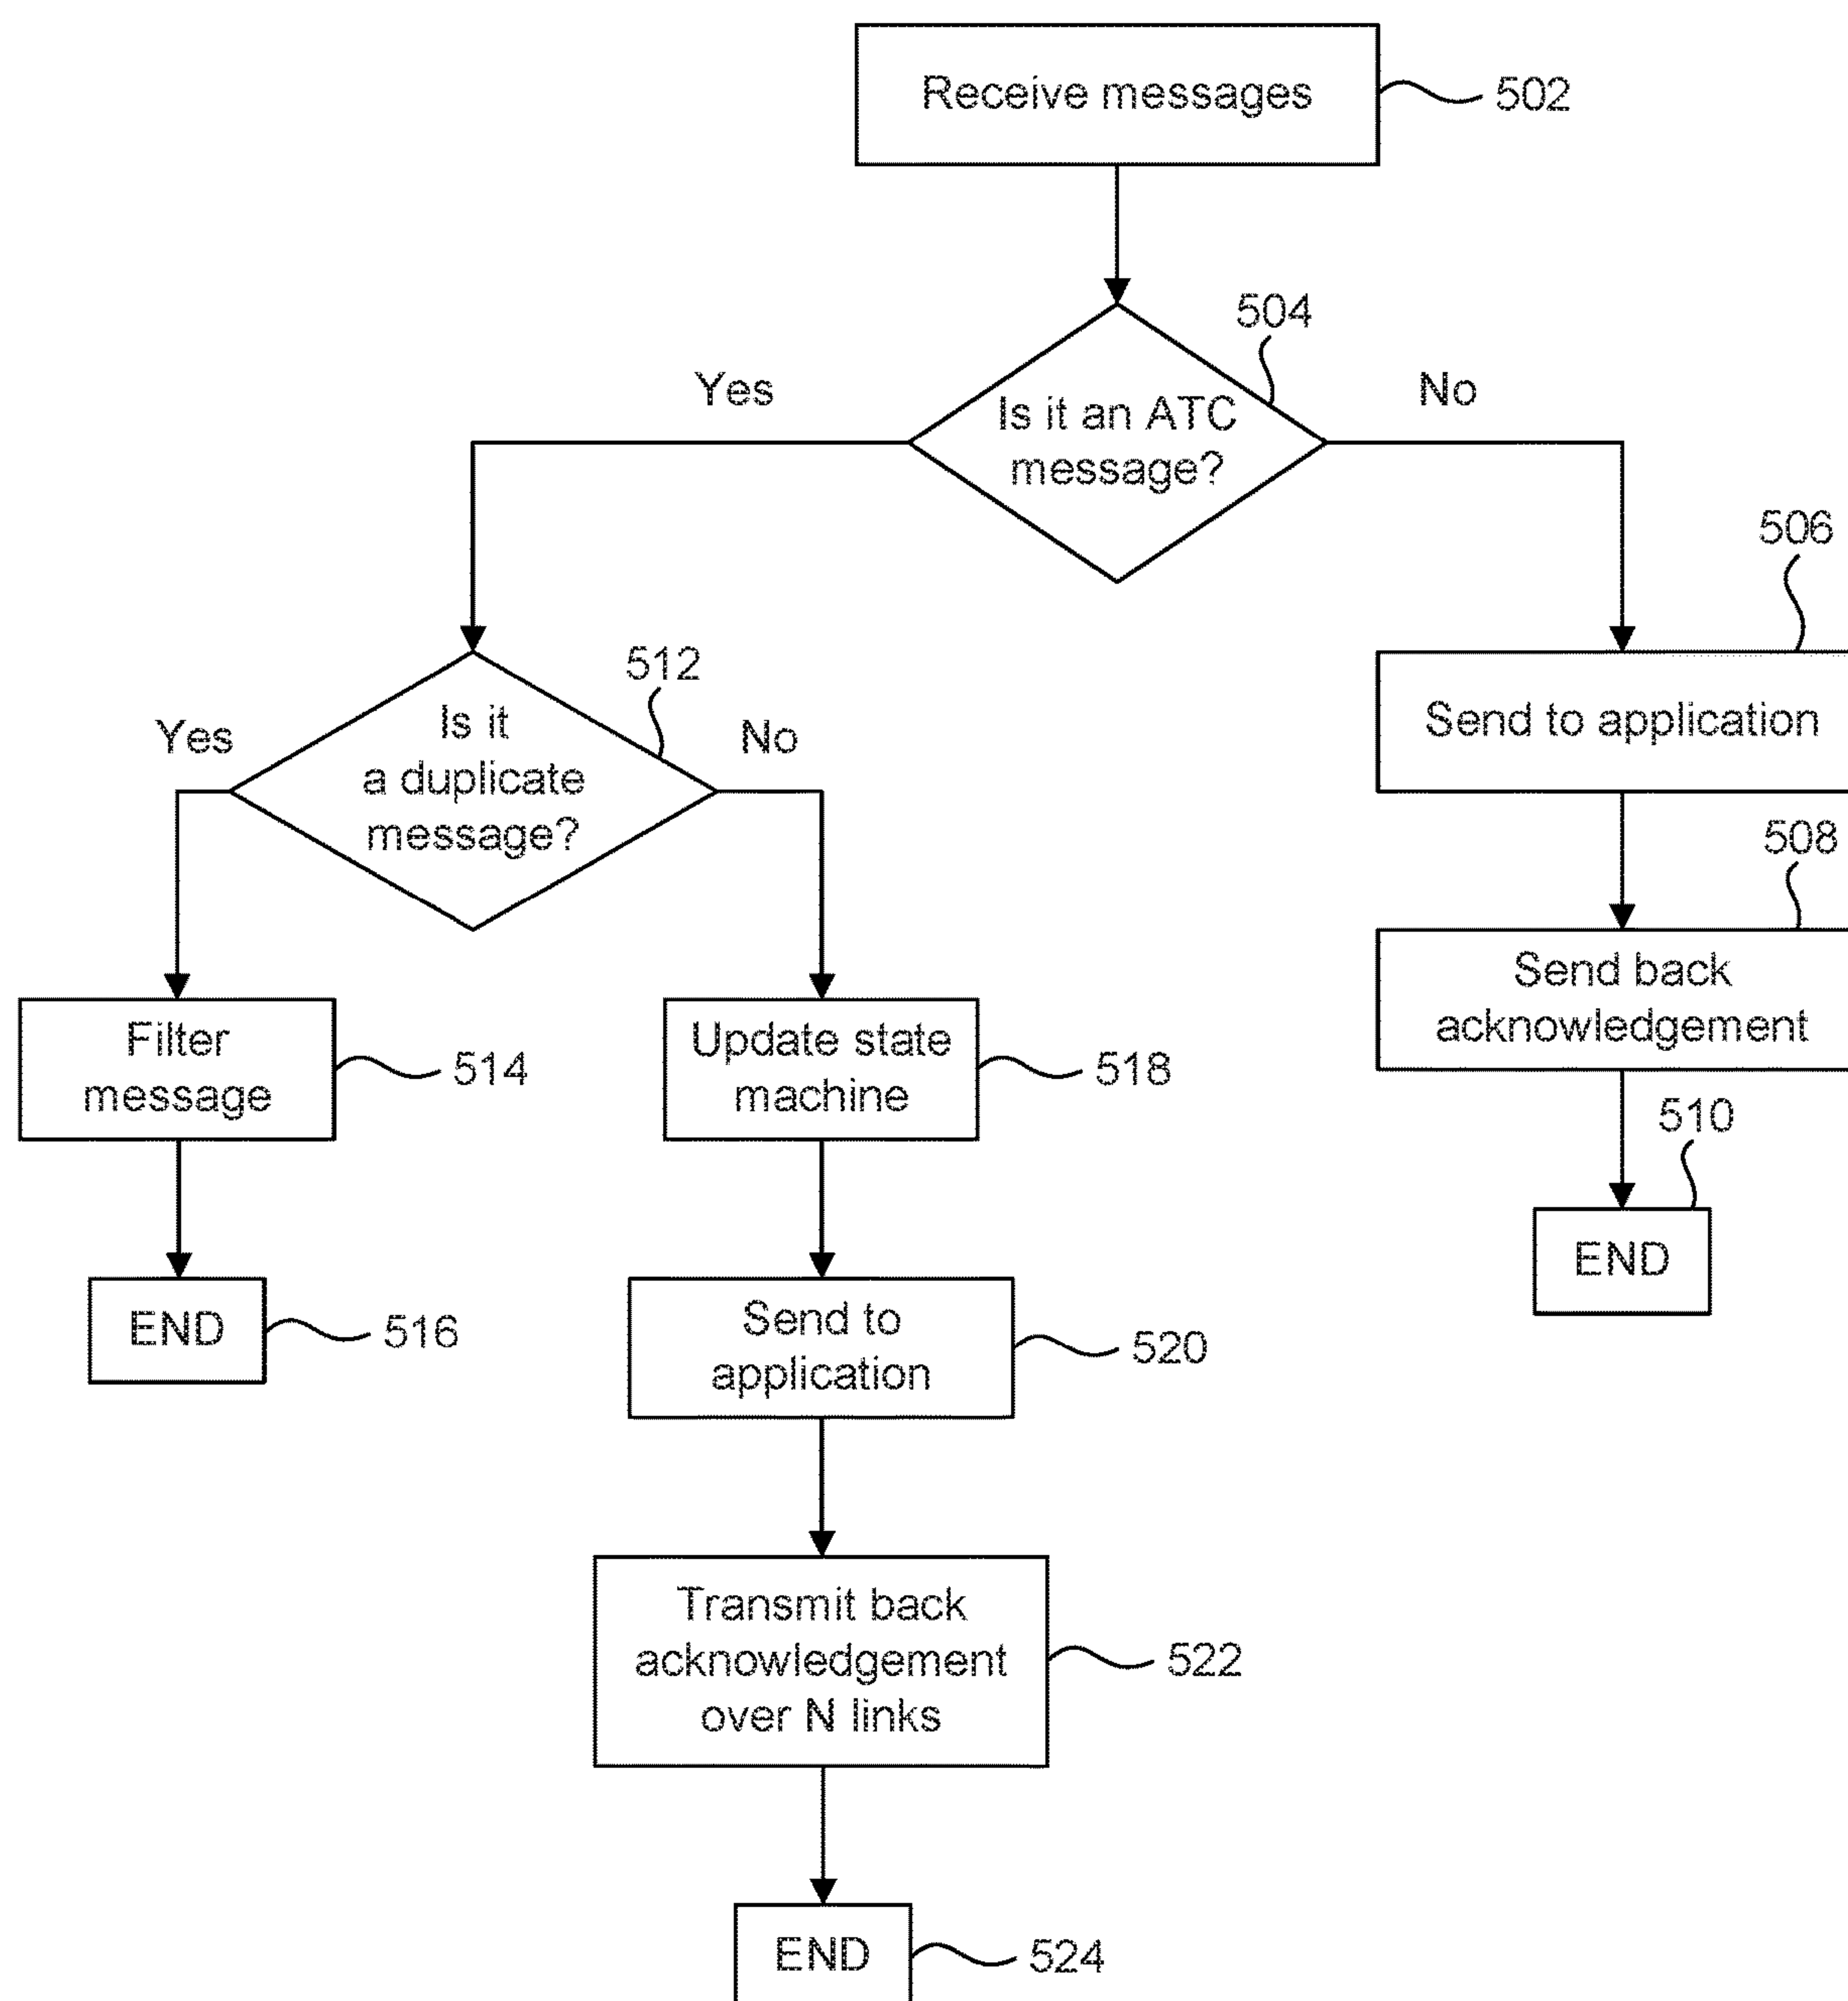 Receive messages
502
504
Yes
Is it an ATC
message?
No
506
Send to application
508
Send back
acknowledgement
510
END
512
Yes
Is it
a duplicate
message?
No
Filter
message
514
END
516
Update state
machine
518
Send to
application
520
Transmit back
acknowledgement
over N links
522
END
524